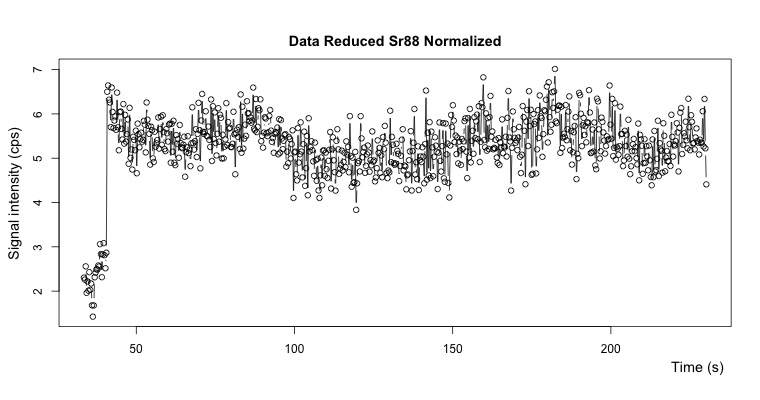 Data Reduced Sr88 Normalized
Signal intensity (cps)
7
6
5
4
3
2
50 100 150 200
Time (s)